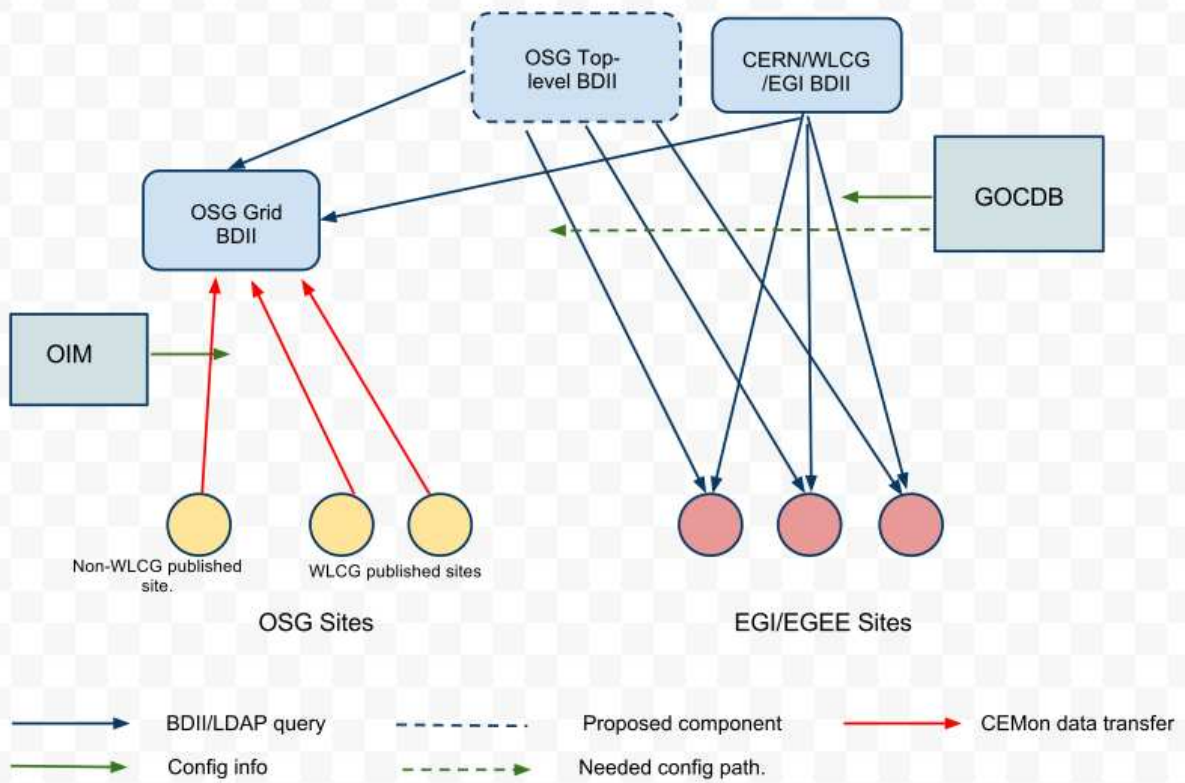 OSG Top-
level BDII
CERN/WLCG
/EGI BDII
OSG Grid
BDII
GOCDB
OIM
Non-WLCG published
site.
WLCG published sites
OSG Sites
EGI/EGEE Sites
BDII/LDAP query
Proposed component
CEMon data transfer
Config info
Needed config path.